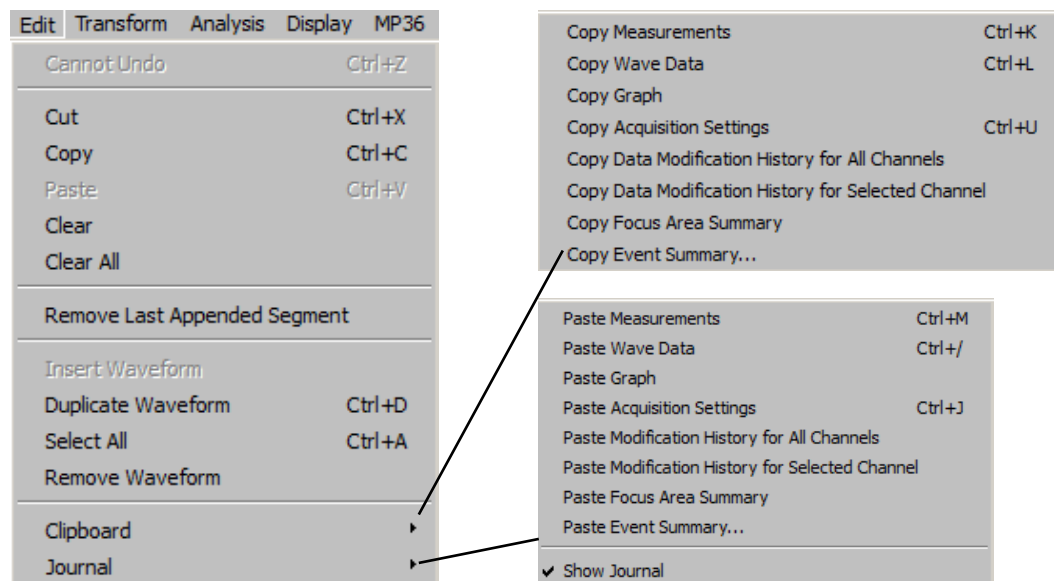 Edit Transform Analysis Display MP36
Cannot Undo Ctrl+Z
Cut Ctrl+X
Copy Ctrl+C
Paste Ctrl+V
Clear
Clear All
Remove Last Appended Segment
Insert Waveform
Duplicate Waveform Ctrl+D
Select All Ctrl+A
Remove Waveform
Clipboard
Journal
Copy Measurements Ctrl+K
Copy Wave Data Ctrl+L
Copy Graph
Copy Acquisition Settings Ctrl+U
Copy Data Modification History for All Channels
Copy Data Modification History for Selected Channel
Copy Focus Area Summary
Copy Event Summary...
Paste Measurements Ctrl+M
Paste Wave Data Ctrl+/
Paste Graph
Paste Acquisition Settings Ctrl+J
Paste Modification History for All Channels
Paste Modification History for Selected Channel
Paste Focus Area Summary
Paste Event Summary...
Show Journal